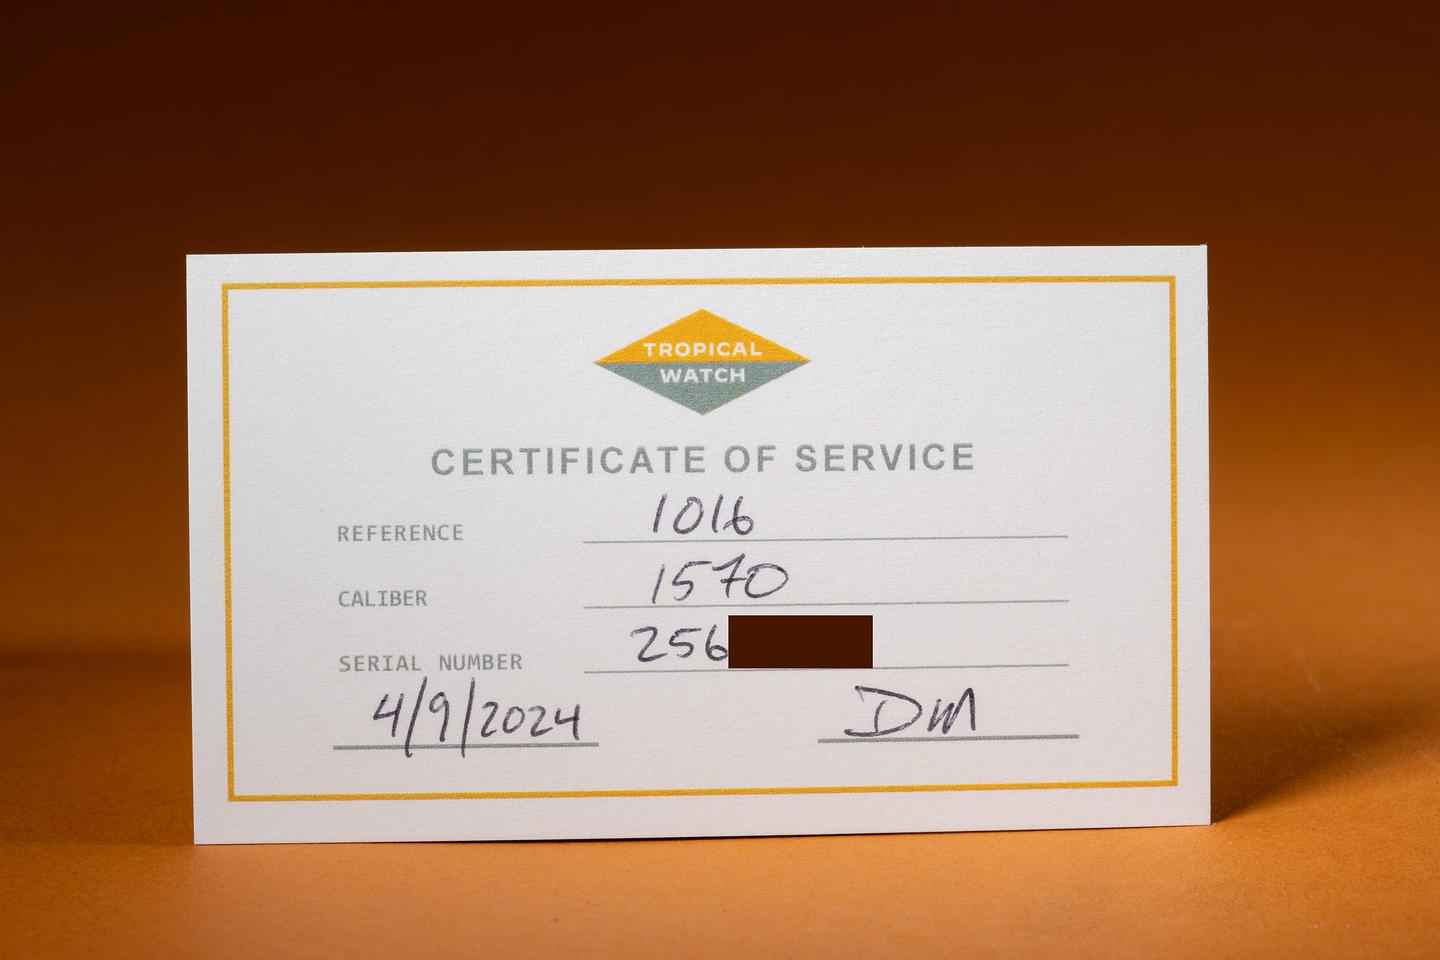 TROPICAL
WATCH
CERTIFICATE OF SERVICE
REFERENCE 1016
CALIBER 1570
SERIAL NUMBER 256
4/9/2024 DM